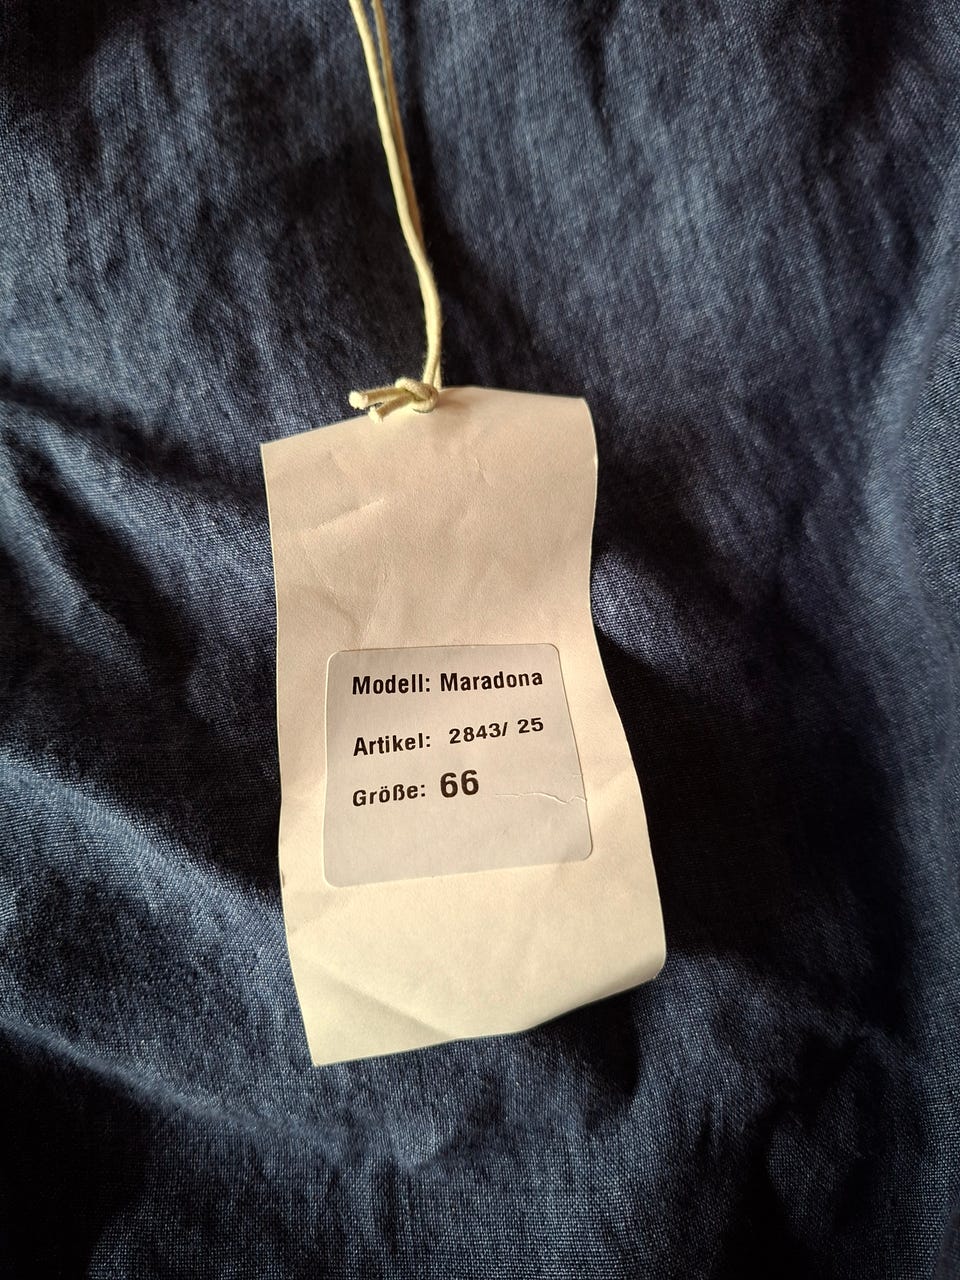 Modell: Maradona
Artikel: 2843/ 25
Größe: 66